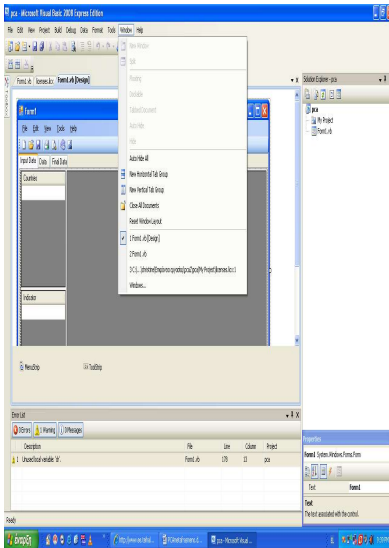 pca - Microsoft Visual Basic 2008 Express Edition
File Edit View Project Build Debug Data Format Tools Window Help
Form1.vb [Design]
Form1
File Edit View Tools Help
Input Data Data Find Data
Countries
Indicator
New Window
Split
Floating
Dockable
Tabbed Document
Auto Hide
Hide
Auto Hide All
New Horizontal Tab Group
New Vertical Tab Group
Close All Documents
Reset Window Layout
1 Form1.vb [Design]
2 Form1.vb
Windows...
Solution Explorer - pca
pca
My Project
Form1.vb
MenuStrip
ToolStrip
Error List
0 Errors 1 Warning 0 Messages
Description File Line Column Project
1 Unused local variable: 'dr'. Form1.vb 178 13 pca
Properties
Form1 System.Windows.Forms.Form
Text Form1
Text
The text associated with the control.
Ready
pca - Microsoft Visual ...